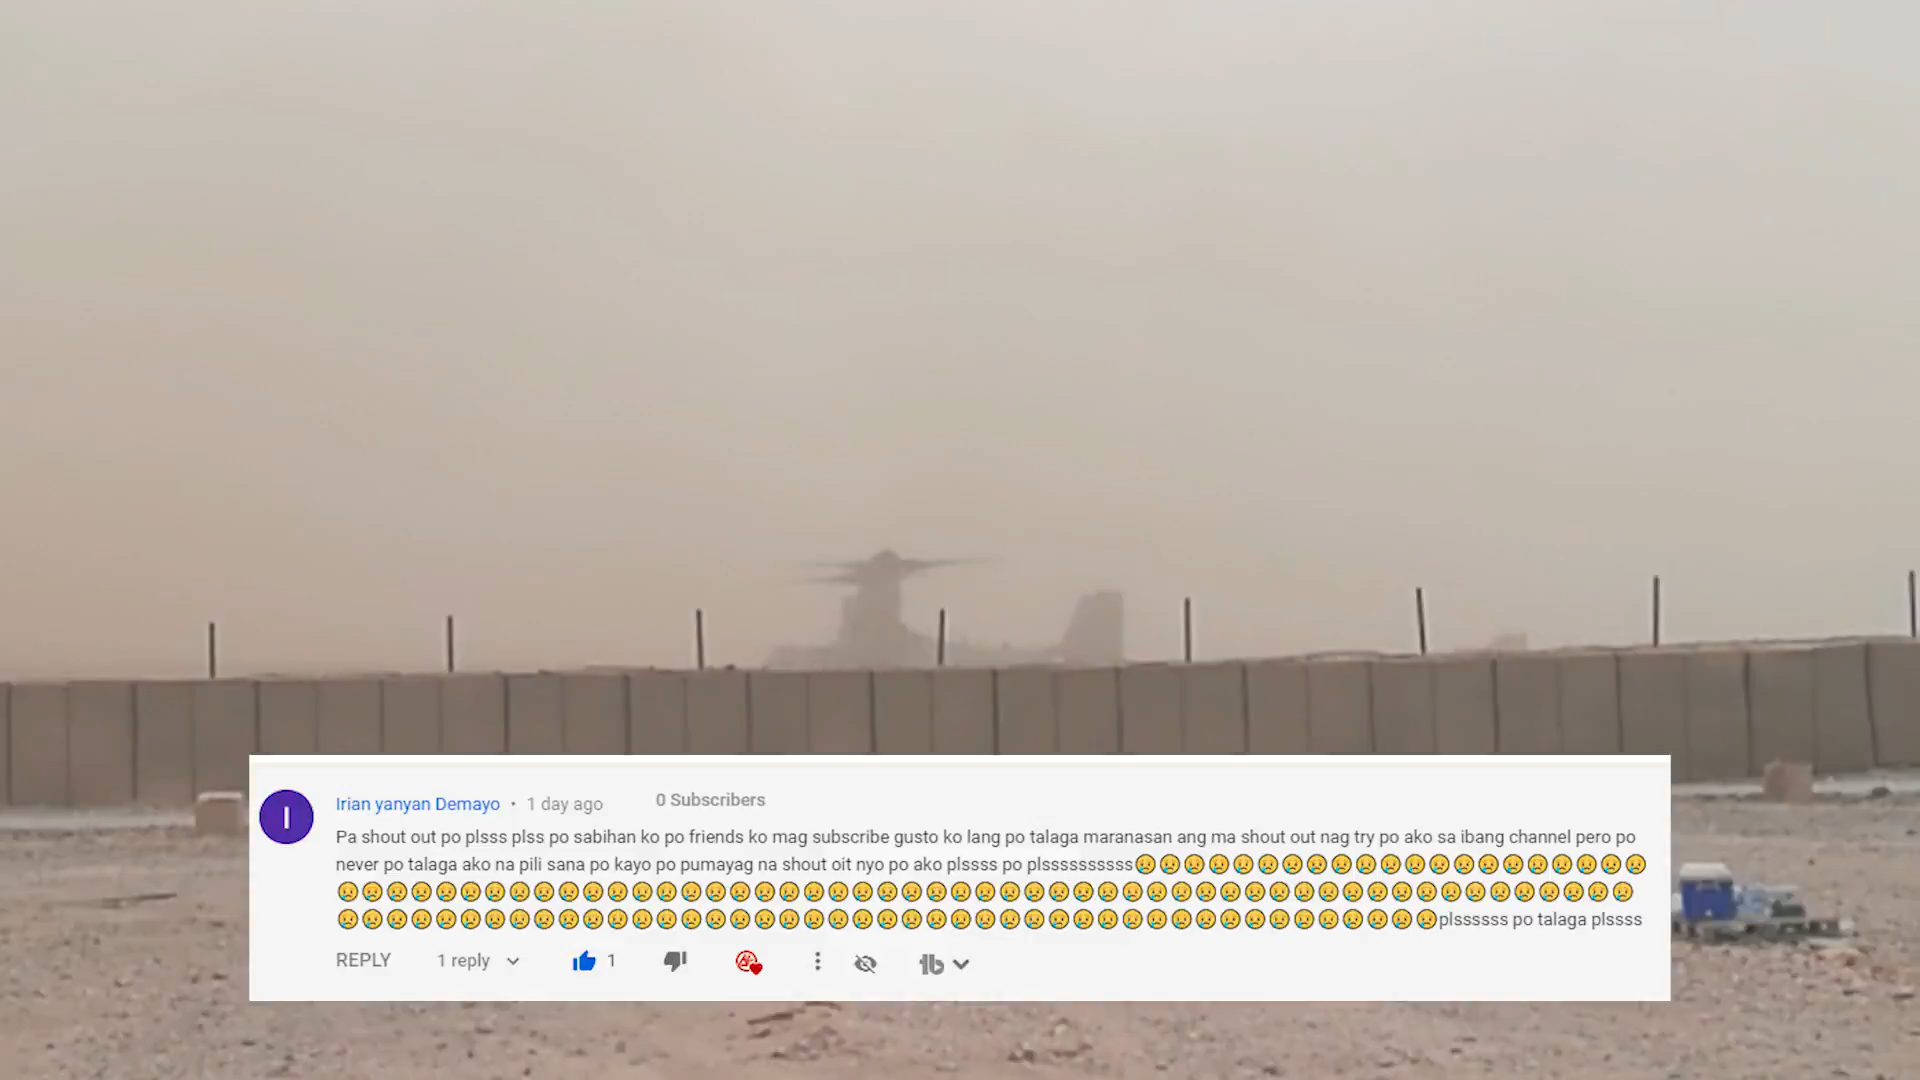 I
Irian yanyan Demayo • 1 day ago 0 Subscribers
Pa shout out po plsss plss po sabihan ko po friends ko mag subscribe gusto ko lang po talaga maranasan ang ma shout out nag try po ako sa ibang channel pero po
never po talaga ako na pili sana po kayo po pumayag na shout oit nyo po ako plssss po plssssssssss😢😢😢😢😢😢😢😢😢😢😢😢😢😢😢😢😢😢😢😢😢
😢😢😢😢😢😢😢😢😢😢😢😢😢😢😢😢😢😢😢😢😢😢😢😢😢😢😢😢😢😢😢😢😢😢😢😢😢😢😢😢😢😢😢😢😢😢😢😢😢😢😢😢😢
😢😢😢😢😢😢😢😢😢😢😢😢😢😢😢😢😢😢😢😢😢😢😢😢😢😢😢😢😢😢😢😢😢😢😢😢😢😢😢😢😢😢😢😢😢plssssss po talaga plssss
REPLY 1 reply 1